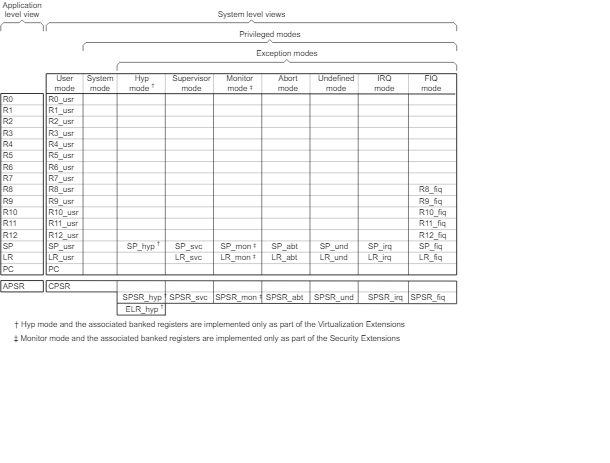 Application
level view
System level views
Privileged modes
Exception modes
User
mode
System
mode
Hyp
mode †
Supervisor
mode
Monitor
mode ‡
Abort
mode
Undefined
mode
IRQ
mode
FIQ
mode
R0 R0_usr
R1 R1_usr
R2 R2_usr
R3 R3_usr
R4 R4_usr
R5 R5_usr
R6 R6_usr
R7 R7_usr
R8 R8_usr R8_fiq
R9 R9_usr R9_fiq
R10 R10_usr R10_fiq
R11 R11_usr R11_fiq
R12 R12_usr R12_fiq
SP SP_usr SP_hyp † SP_svc SP_mon ‡ SP_abt SP_und SP_irq SP_fiq
LR LR_usr LR_svc LR_mon ‡ LR_abt LR_und LR_irq LR_fiq
PC PC
APSR CPSR
SPSR_hyp † SPSR_svc SPSR_mon ‡ SPSR_abt SPSR_und SPSR_irq SPSR_fiq
ELR_hyp †
† Hyp mode and the associated banked registers are implemented only as part of the Virtualization Extensions
‡ Monitor mode and the associated banked registers are implemented only as part of the Security Extensions